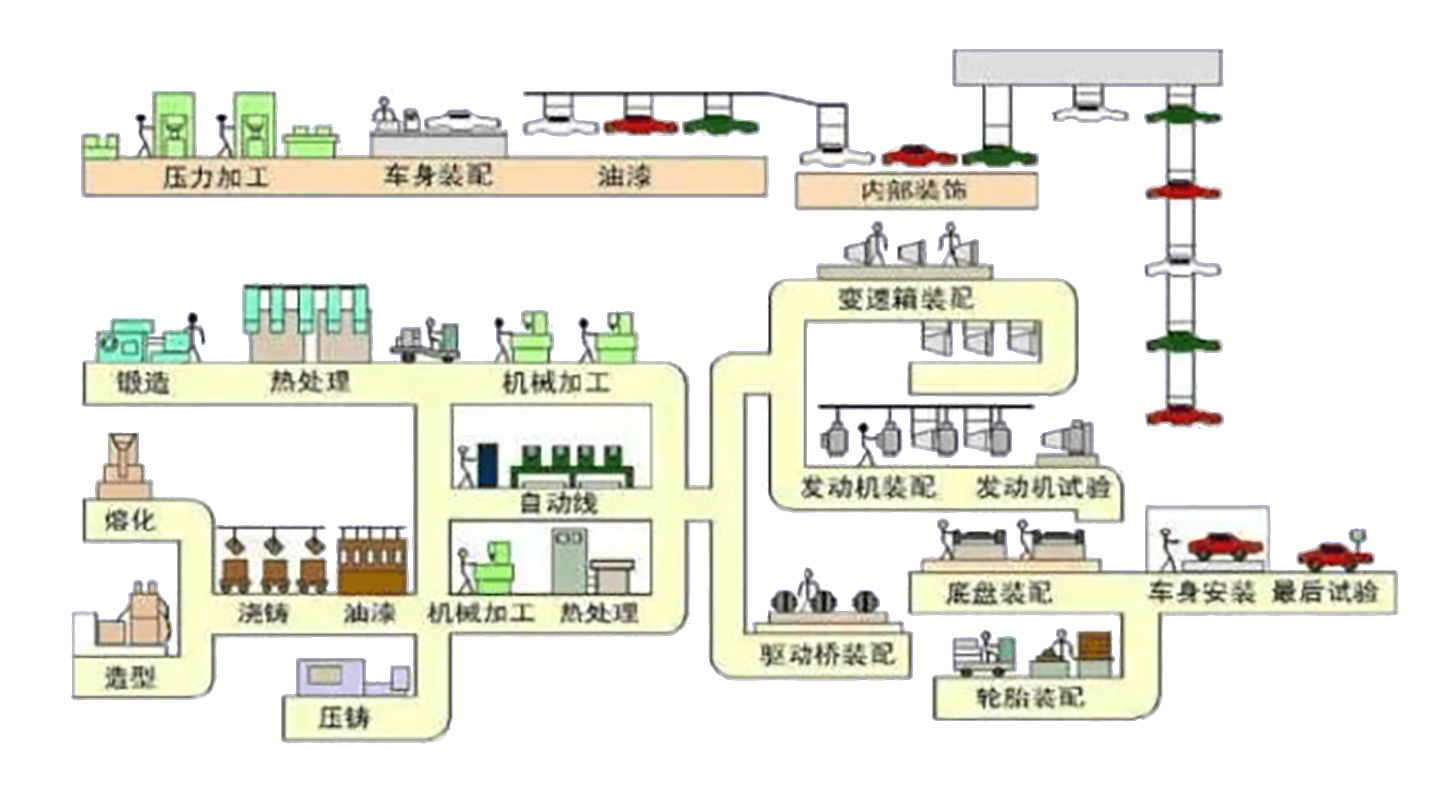 压力加工
车身装配
油漆
内部装饰
变速箱装配
锻造
热处理
机械加工
自动线
发动机装配
发动机试验
熔化
浇铸
油漆
机械加工
热处理
底盘装配
车身安装
最后试验
驱动桥装配
造型
轮胎装配
压铸